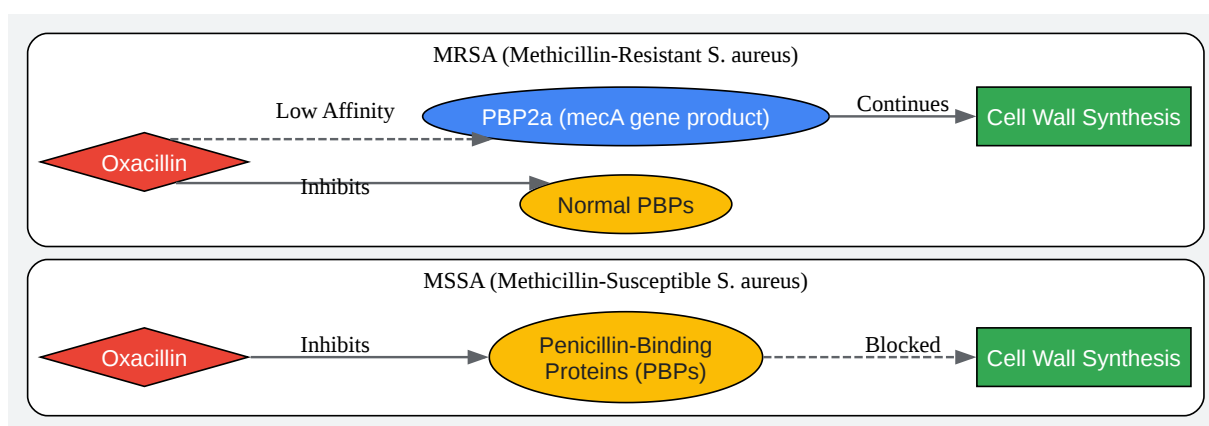 MRSA (Methicillin-Resistant S. aureus)
Low Affinity
PBP2a (mecA gene product)
Continues
Cell Wall Synthesis
Oxacillin
Inhibits
Normal PBPs
MSSA (Methicillin-Susceptible S. aureus)
Oxacillin
Inhibits
Penicillin-Binding
Proteins (PBPs)
Blocked
Cell Wall Synthesis